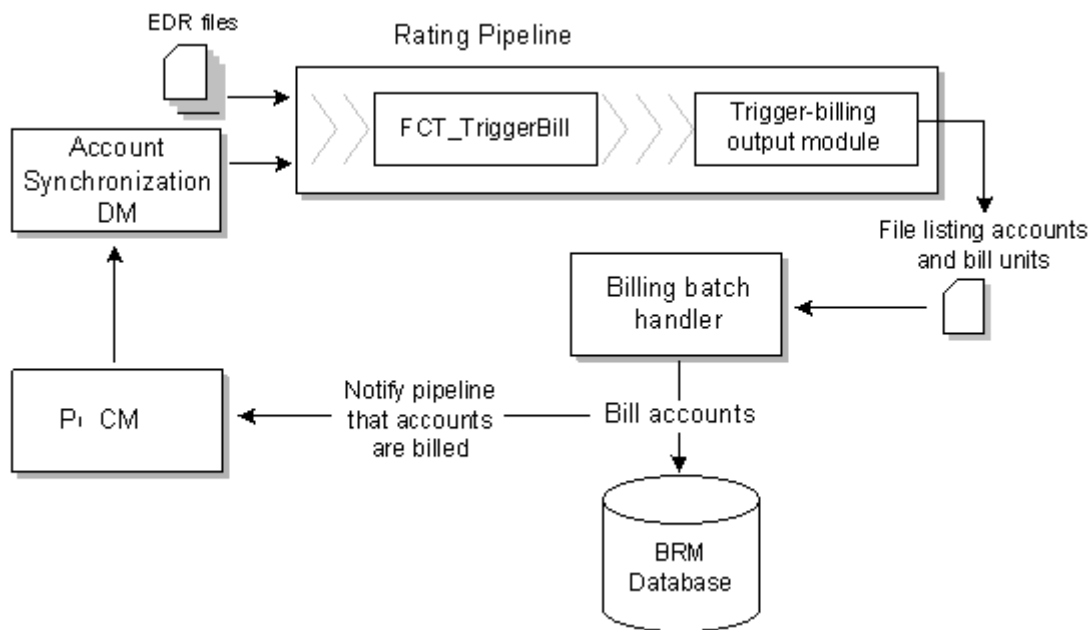 EDR files
Rating Pipeline
FCT_TriggerBill
Trigger-billing
output module
Account
Synchronization
DM
File listing accounts
and bill units
Billing batch
handler
CM
Notify pipeline
that accounts
are billed
Bill accounts
BRM
Database